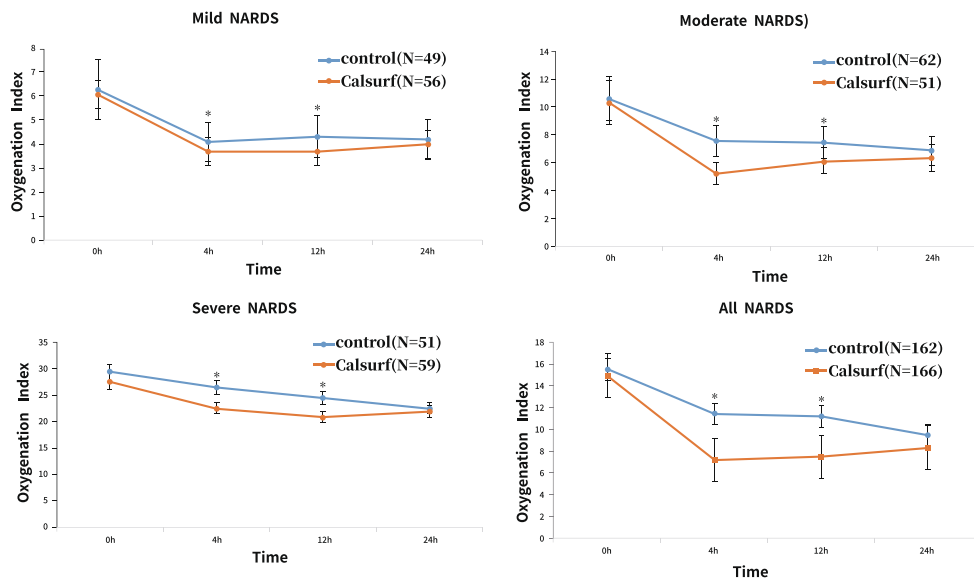 Mild NARDS
control(N=49)
Calsurf(N=56)
Oxygenation Index
8
7
6
5
4
3
2
1
0
*
*
0h
4h
12h
24h
Time
Moderate NARDS)
control(N=62)
Calsurf(N=51)
Oxygenation Index
14
12
10
8
6
4
2
0
*
*
0h
4h
12h
24h
Time
Severe NARDS
control(N=51)
Calsurf(N=59)
Oxygenation Index
35
30
25
20
15
10
5
0
*
*
0h
4h
12h
24h
Time
All NARDS
control(N=162)
Calsurf(N=166)
Oxygenation Index
18
16
14
12
10
8
6
4
2
0
*
*
0h
4h
12h
24h
Time